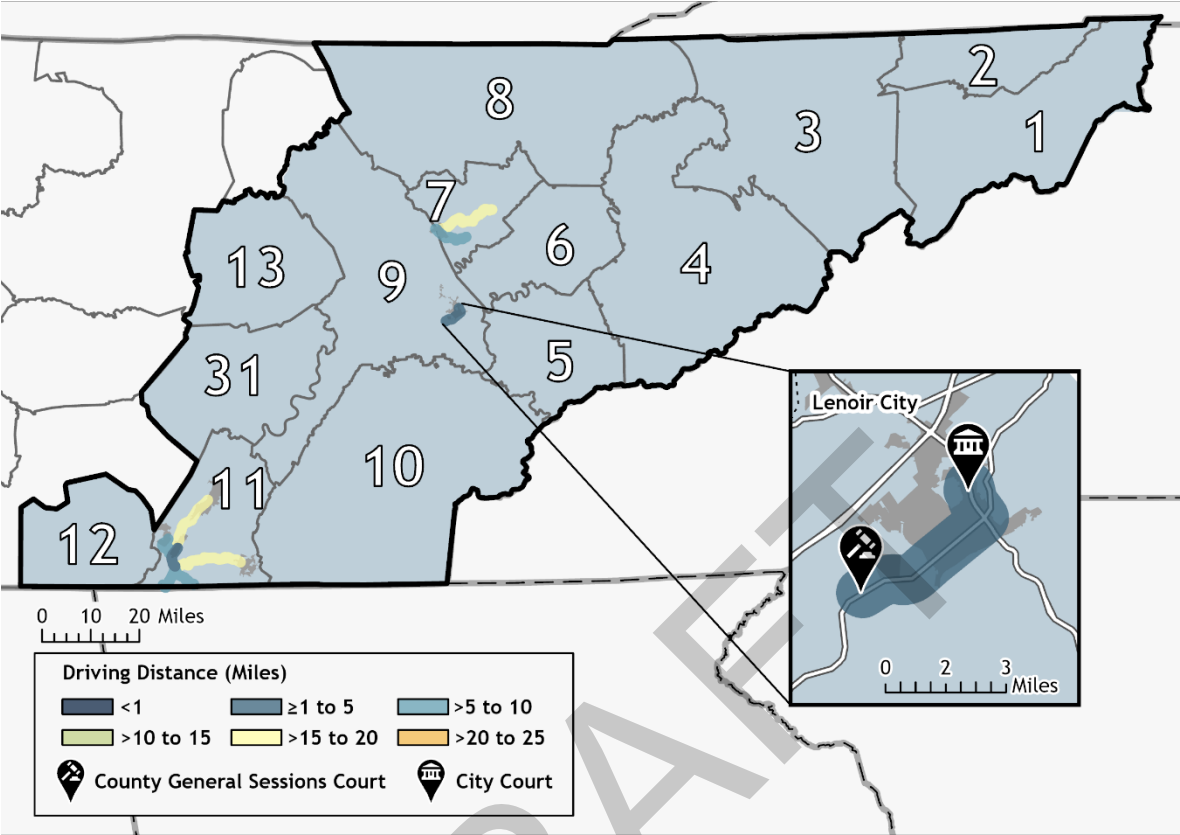 2
8
3
1
7
6
13
4
9
31
5
10
11
12
Lenoir City
0 2 3
Miles
0 10 20 Miles
Driving Distance (Miles)
<1 ≥1 to 5 >5 to 10
>10 to 15 >15 to 20 >20 to 25
County General Sessions Court City Court